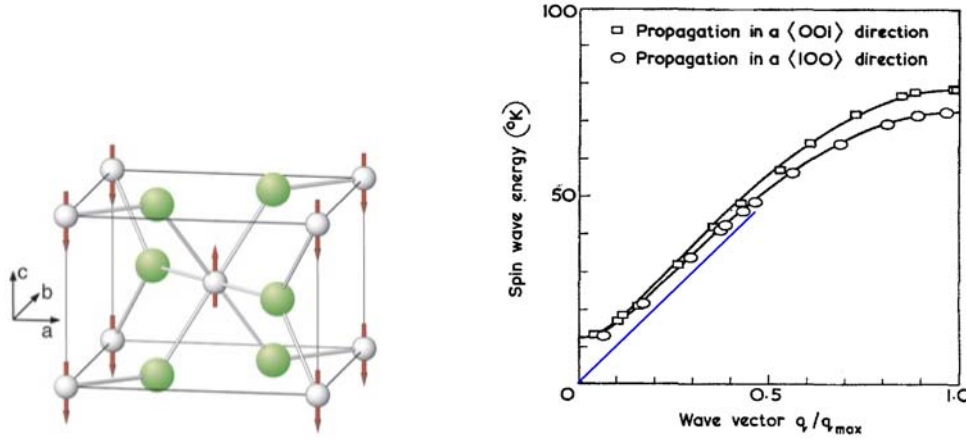 c
b
a
100
50
0
0
0.5
1.0
□ Propagation in a ⟨001⟩ direction
○ Propagation in a ⟨100⟩ direction
Spin wave energy (°K)
Wave vector q/qmax